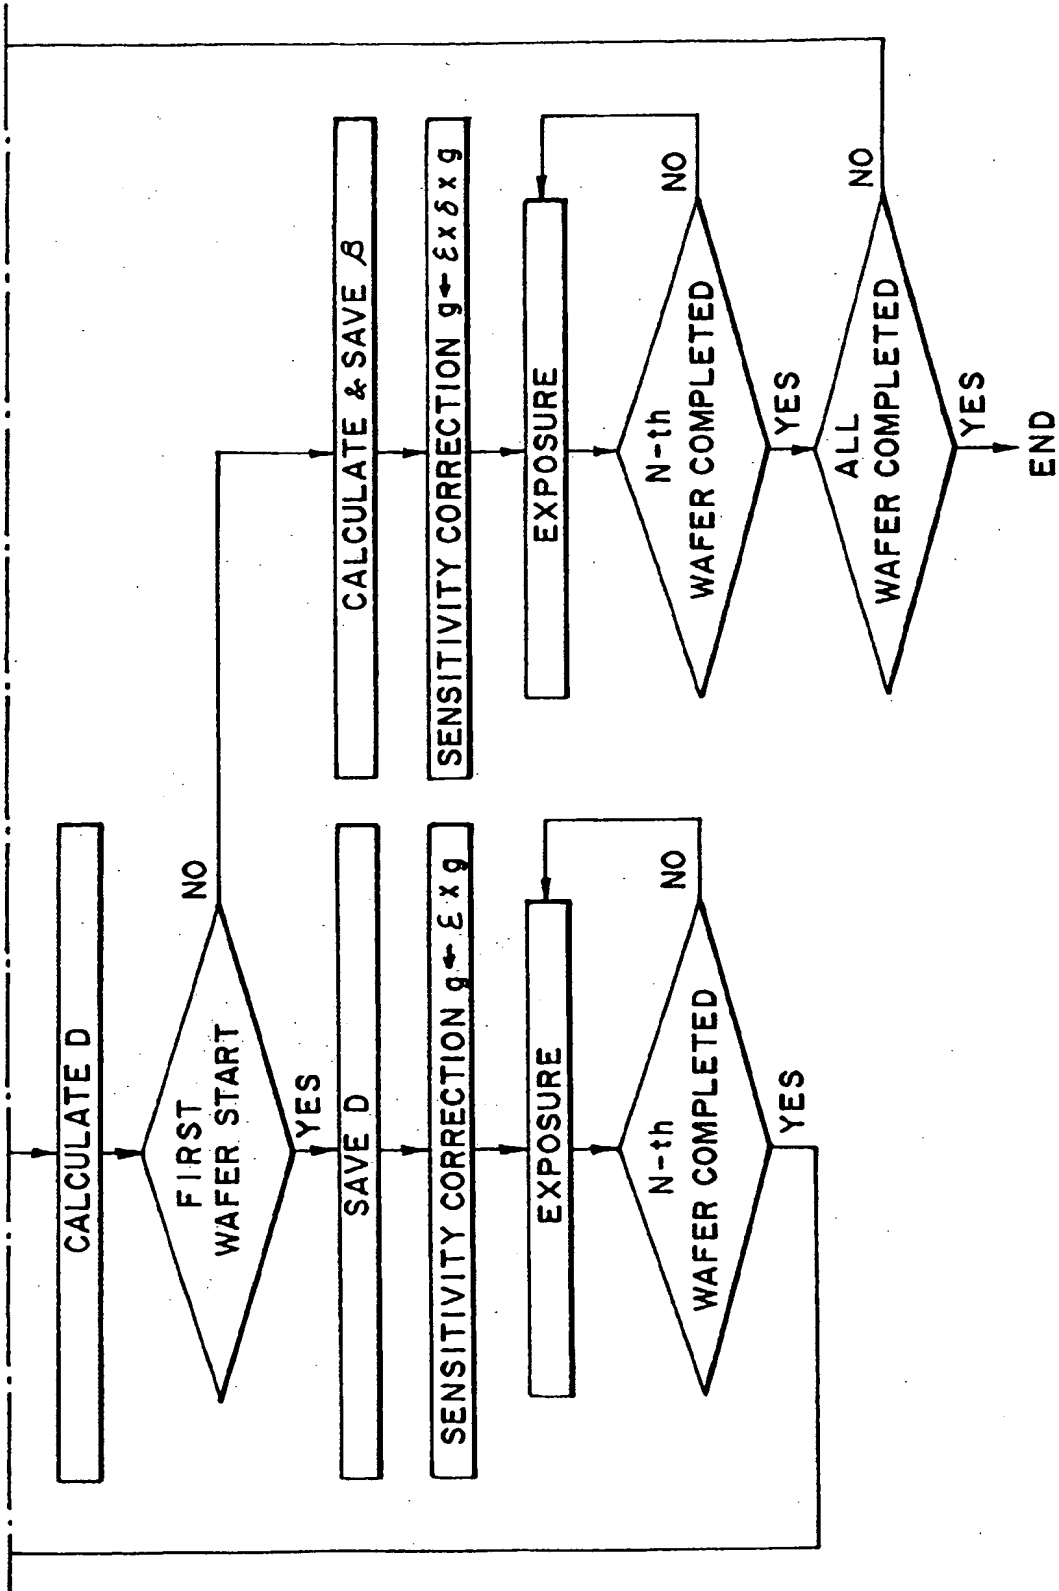 CALCULATE D
FIRST
WAFER START
NO
YES
SAVE D
SENSITIVITY CORRECTION g ← ε x g
EXPOSURE
N-th
WAFER COMPLETED
NO
YES
CALCULATE & SAVE β
SENSITIVITY CORRECTION g ← ε x δ x g
EXPOSURE
N-th
WAFER COMPLETED
NO
YES
ALL
WAFER COMPLETED
NO
YES
END